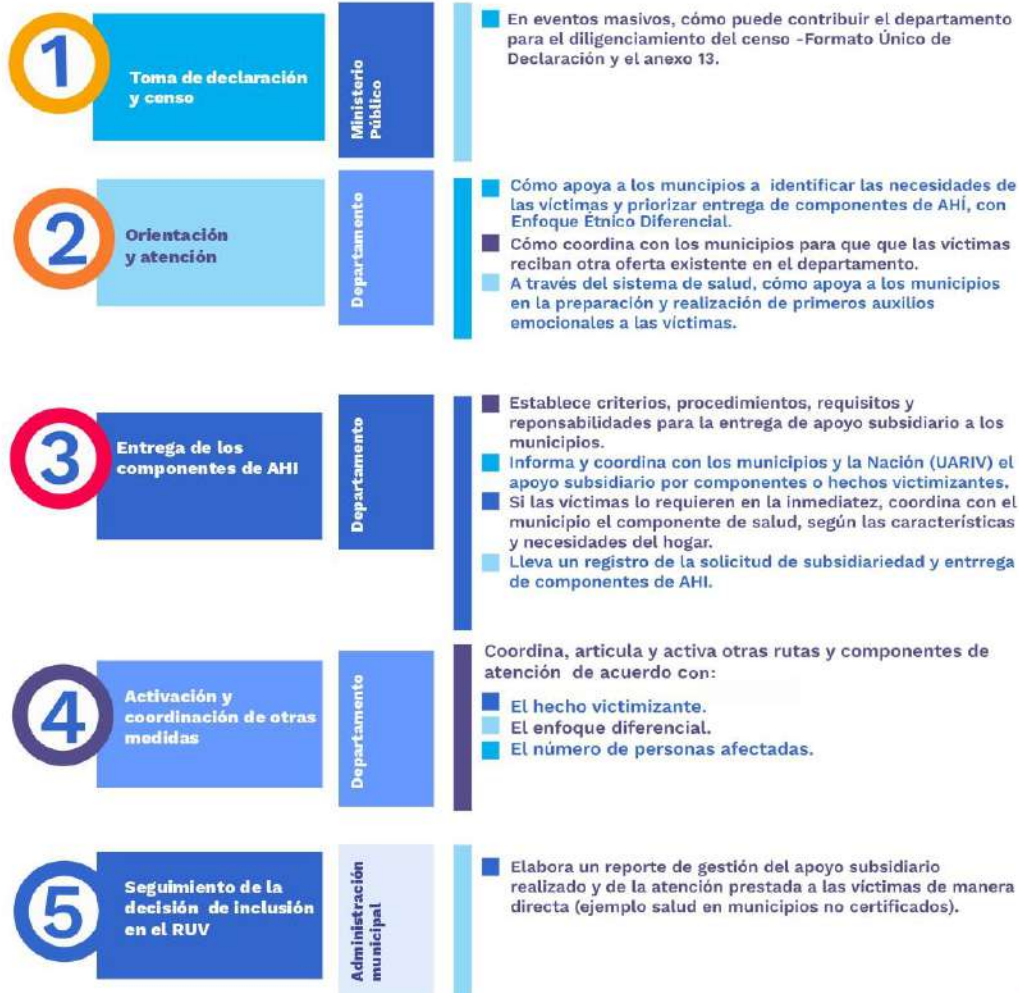 1
Toma de declaración
y censo
Ministerio
Público
En eventos masivos, cómo puede contribuir el departamento
para el diligenciamiento del censo -Formato Único de
Declaración y el anexo 13.
2
Orientación
y atención
Departamento
Cómo apoya a los muncipios a identificar las necesidades de
las víctimas y priorizar entrega de componentes de AHÍ, con
Enfoque Étnico Diferencial.
Cómo coordina con los municipios para que que las víctimas
reciban otra oferta existente en el departamento.
A través del sistema de salud, cómo apoya a los municipios
en la preparación y realización de primeros auxilios
emocionales a las víctimas.
3
Entrega de los
componentes de AHI
Departamento
Establece criterios, procedimientos, requisitos y
reponsabilidades para la entrega de apoyo subsidiario a los
municipios.
Informa y coordina con los municipios y la Nación (UARIV) el
apoyo subsidiario por componentes o hechos victimizantes.
Si las víctimas lo requieren en la inmediatez, coordina con el
municipio el componente de salud, según las características
y necesidades del hogar.
Lleva un registro de la solicitud de subsidiariedad y entrrega
de componentes de AHI.
4
Activación y
coordinación de otras
medidas
Departamento
Coordina, articula y activa otras rutas y componentes de
atención de acuerdo con:
El hecho victimizante.
El enfoque diferencial.
El número de personas afectadas.
5
Seguimiento de la
decisión de inclusión
en el RUV
Administración
municipal
Elabora un reporte de gestión del apoyo subsidiario
realizado y de la atención prestada a las víctimas de manera
directa (ejemplo salud en municipios no certificados).